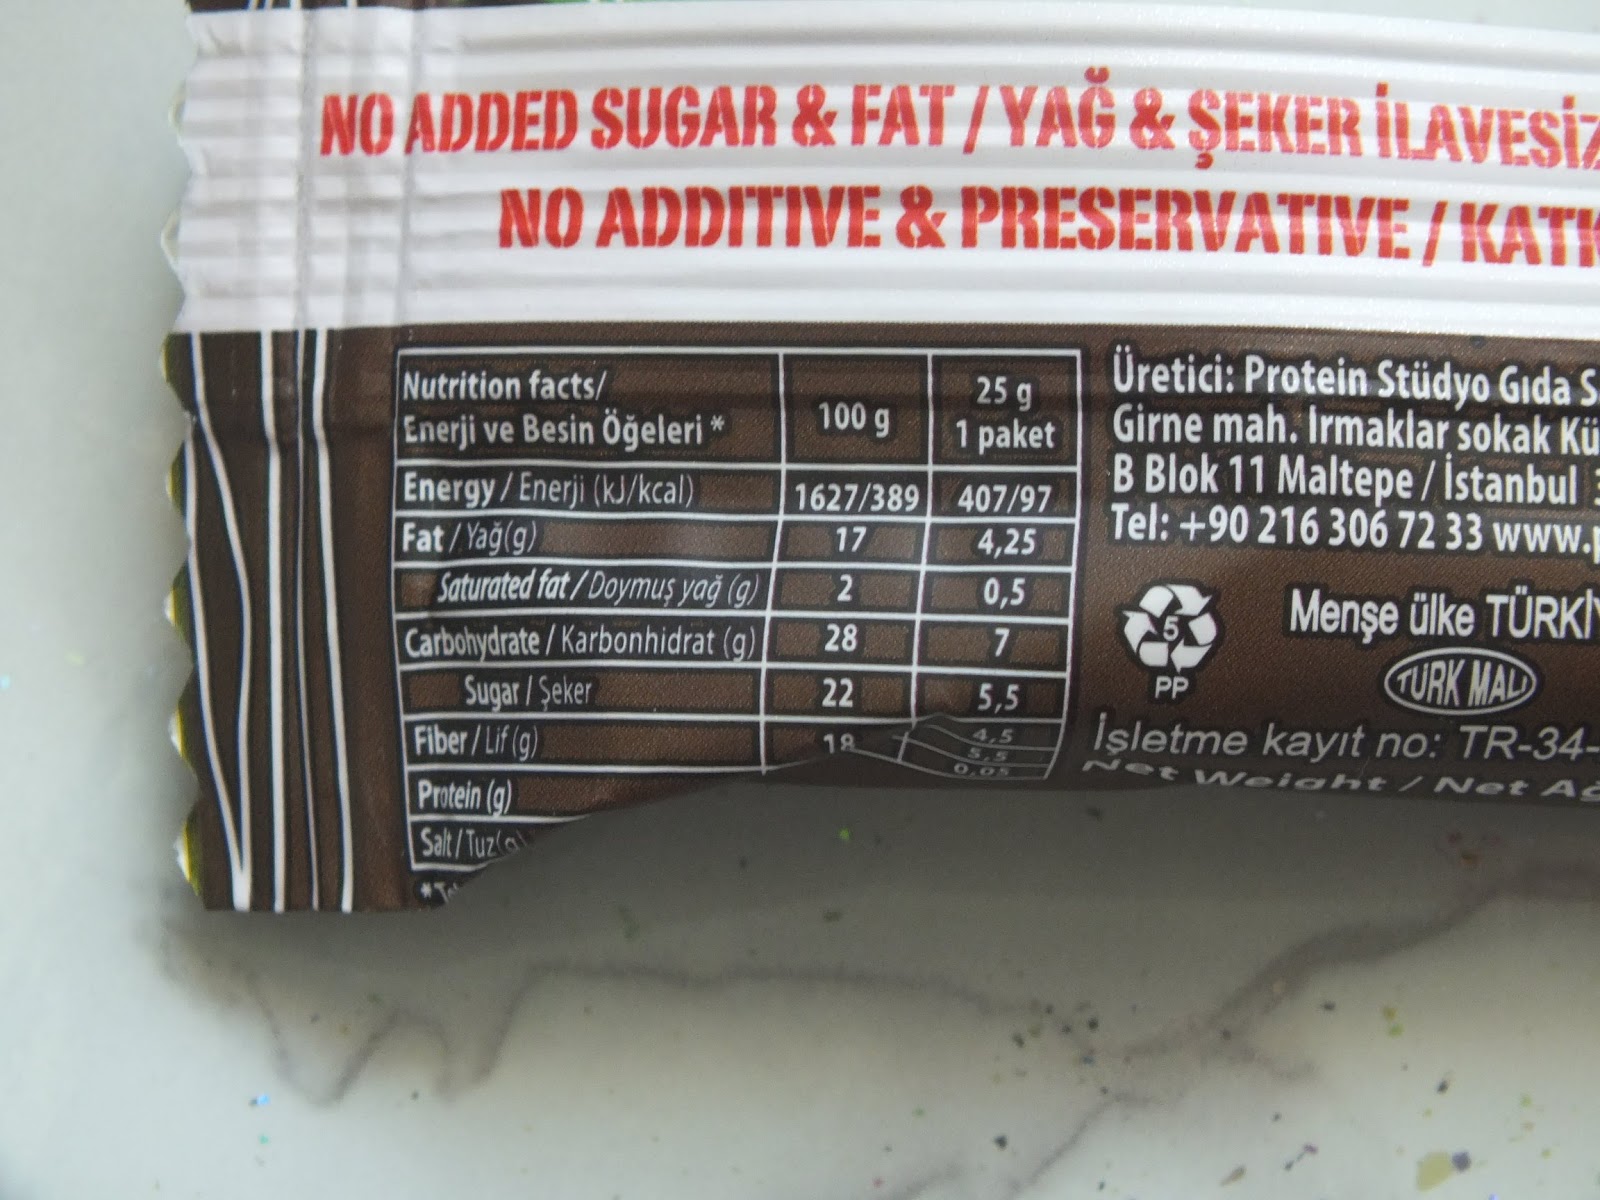 NO ADDED SUGAR & FAT / YAĞ & ŞEKER İLAVESİZ
NO ADDITIVE & PRESERVATIVE /
Nutrition facts/
Enerji ve Besin Öğeleri *
100 g
25 g
1 paket
Energy / Enerji (kJ/kcal) 1627/389 407/97
Fat / Yağ(g) 17 4,25
Saturated fat / Doymuş yağ (g) 2 0,5
Carbohydrate / Karbonhidrat (g) 28 7
Sugar / Şeker 22 5,5
Fiber / Lif (g) 18 4,5
Protein (g) 5,5
Salt / Tuz(g) 0,05
Üretici: Protein Stüdyo Gıda
Girne mah. Irmaklar sokak
B Blok 11 Maltepe / İstanbul
Tel: +90 216 306 72 33
5
PP
Menşe ülke
TÜRK MALI
İşletme kayıt no: TR-34-
Net Weight / Net